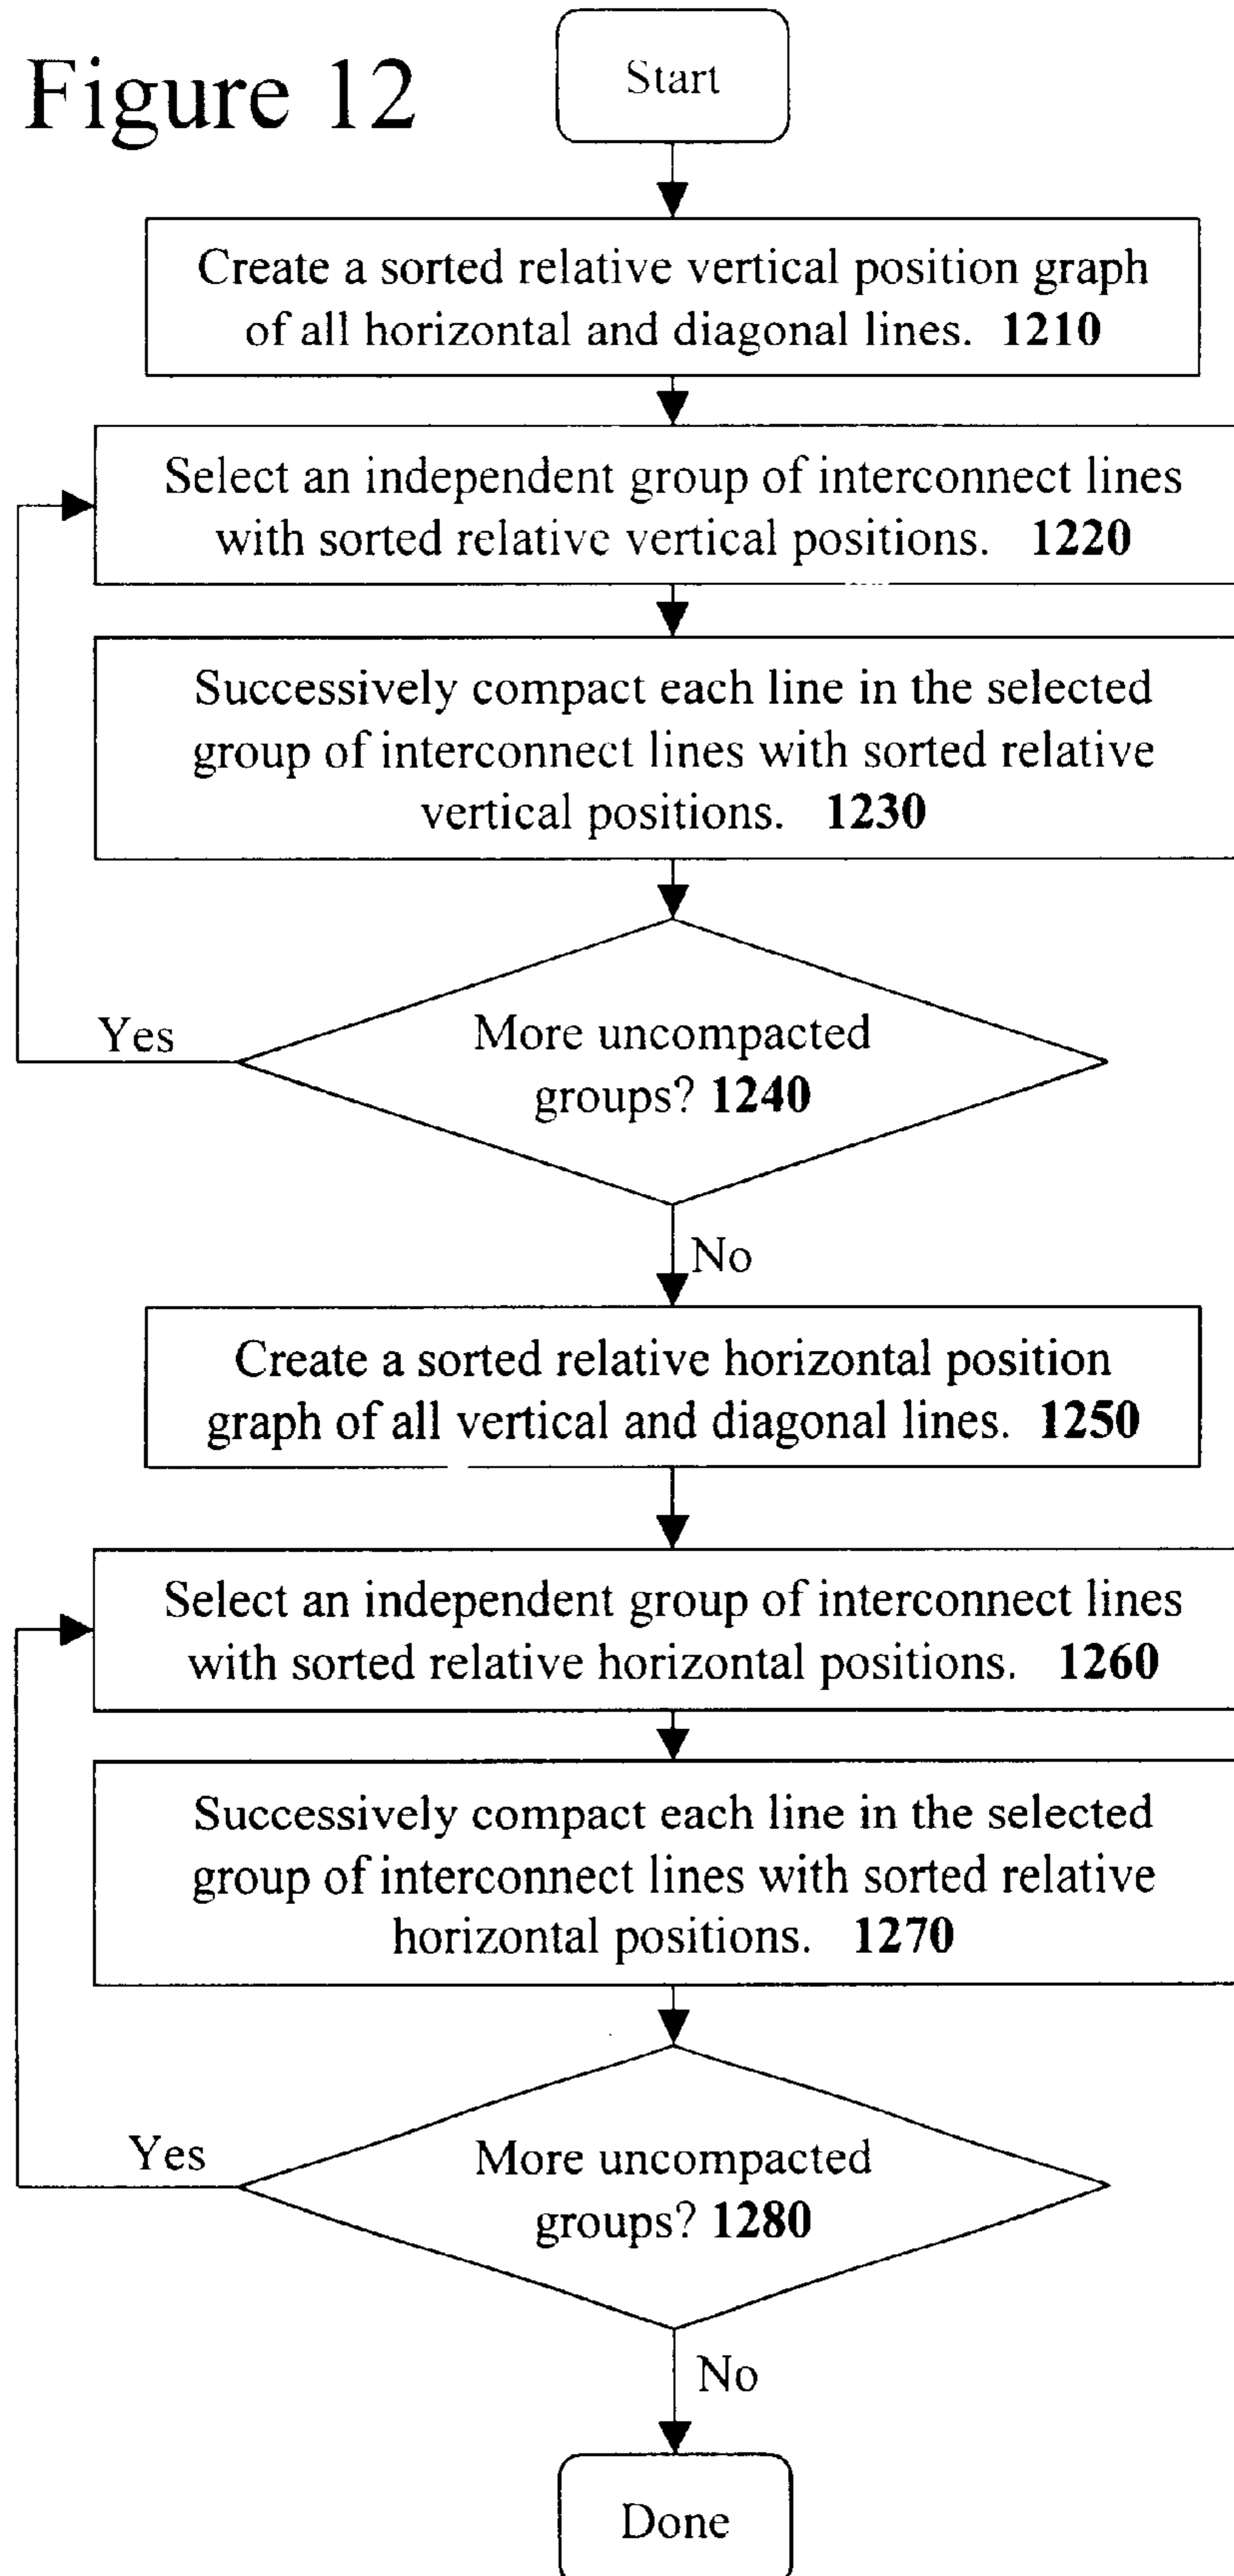 Figure 12
Start
Create a sorted relative vertical position graph
of all horizontal and diagonal lines. 1210
Select an independent group of interconnect lines
with sorted relative vertical positions. 1220
Successively compact each line in the selected
group of interconnect lines with sorted relative
vertical positions. 1230
More uncompacted
groups? 1240
Yes
No
Create a sorted relative horizontal position
graph of all vertical and diagonal lines. 1250
Select an independent group of interconnect lines
with sorted relative horizontal positions. 1260
Successively compact each line in the selected
group of interconnect lines with sorted relative
horizontal positions. 1270
More uncompacted
groups? 1280
Yes
No
Done